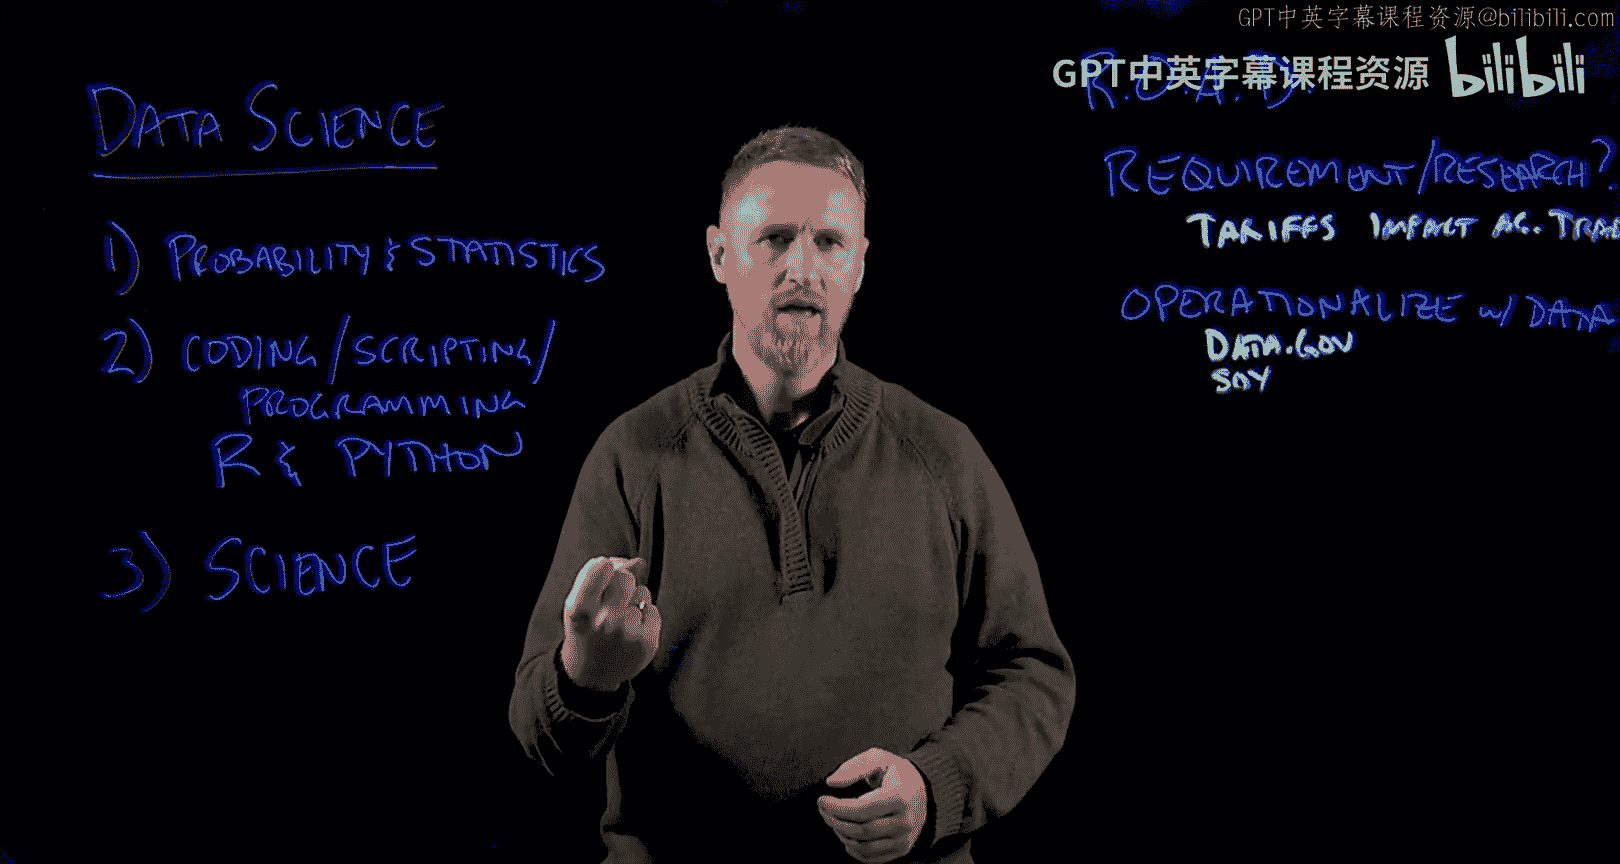 GPT中英字幕课程资源@bilibili.com
GPT中英字幕课程资源 bilibili
DATA SCIENCE
1) PROBABILITY & STATISTICS
2) CODING/SCRIPTING/
PROGRAMMING
R & PYTHON
3) SCIENCE
R.O.A.D.
REQUIREMENT/RESEARCH?
TARIFFS IMPACT AG. TRAD
OPERATIONALIZE W/ DATA
DATA.GOV
SOY